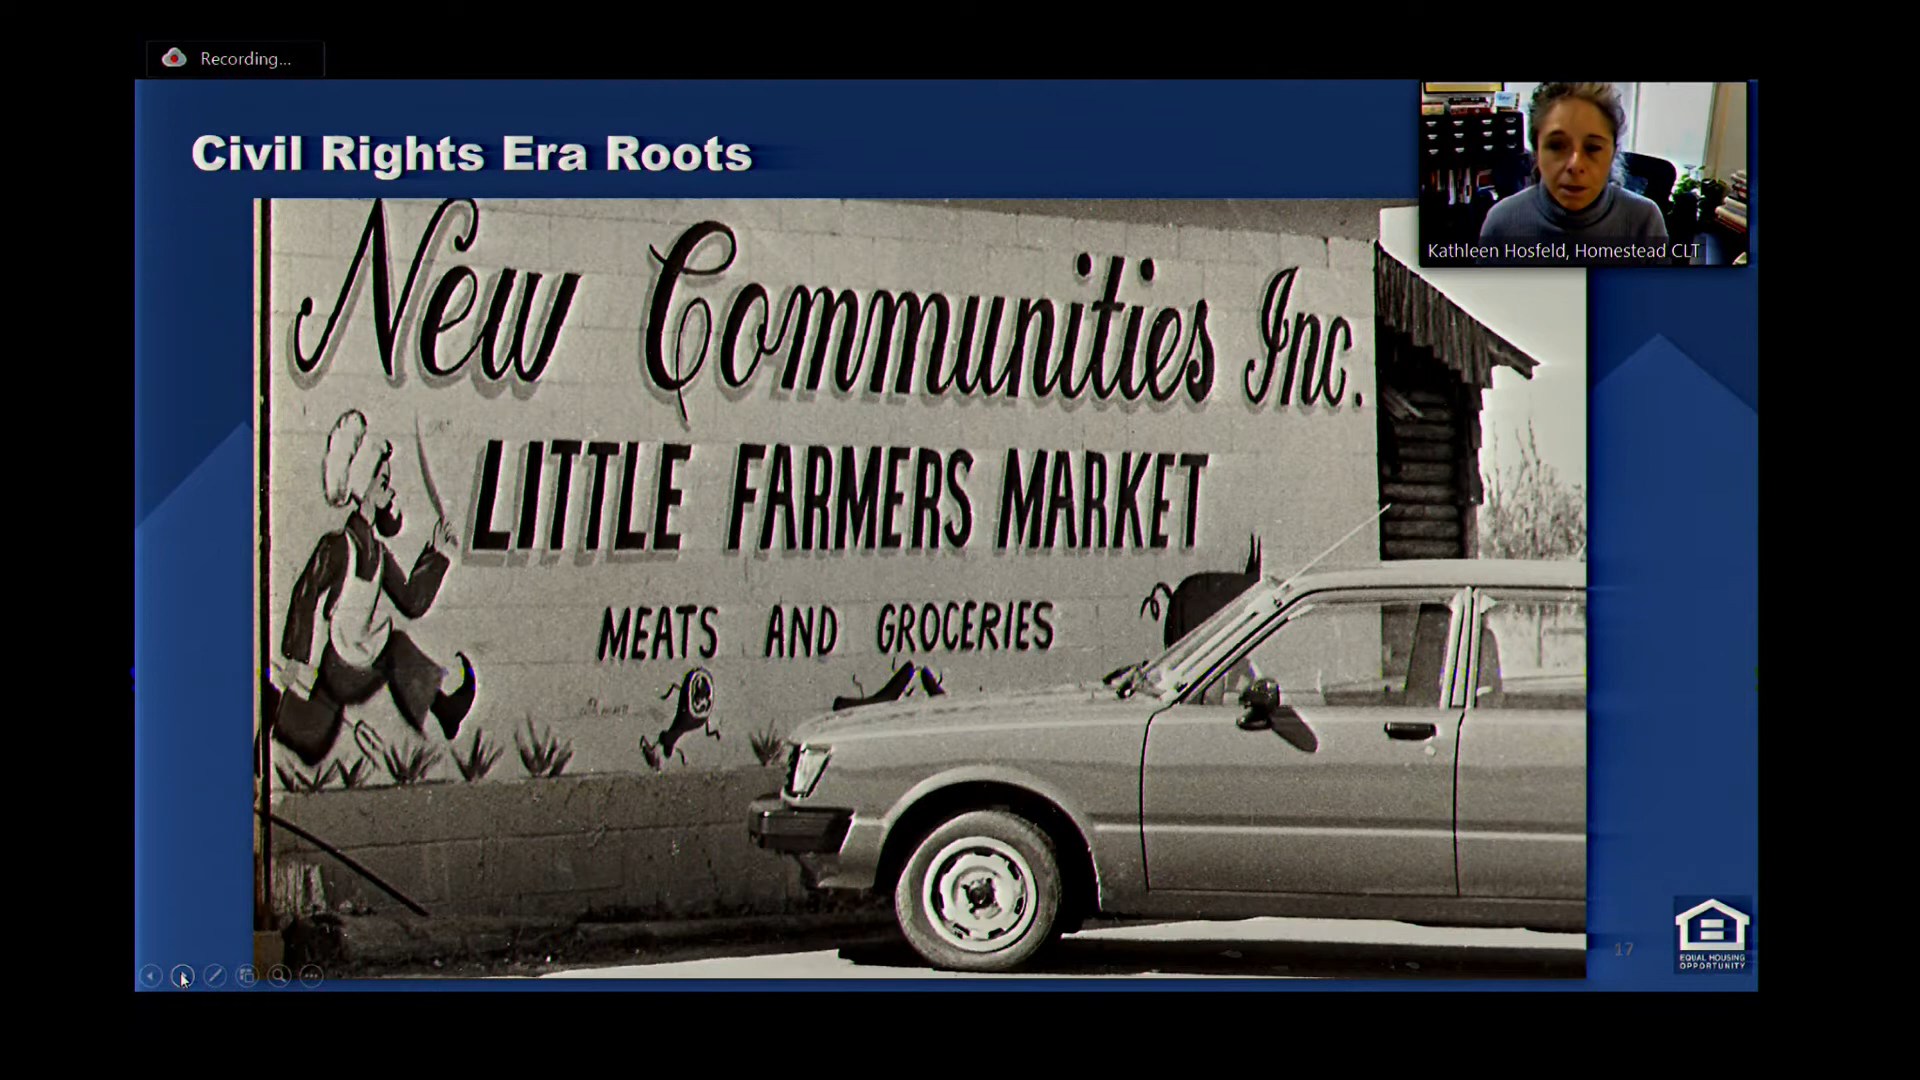 Recording...
Civil Rights Era Roots
Kathleen Hosfeld, Homestead CLT
New Communities Inc.
LITTLE FARMERS MARKET
MEATS AND GROCERIES
17
EQUAL HOUSING
OPPORTUNITY